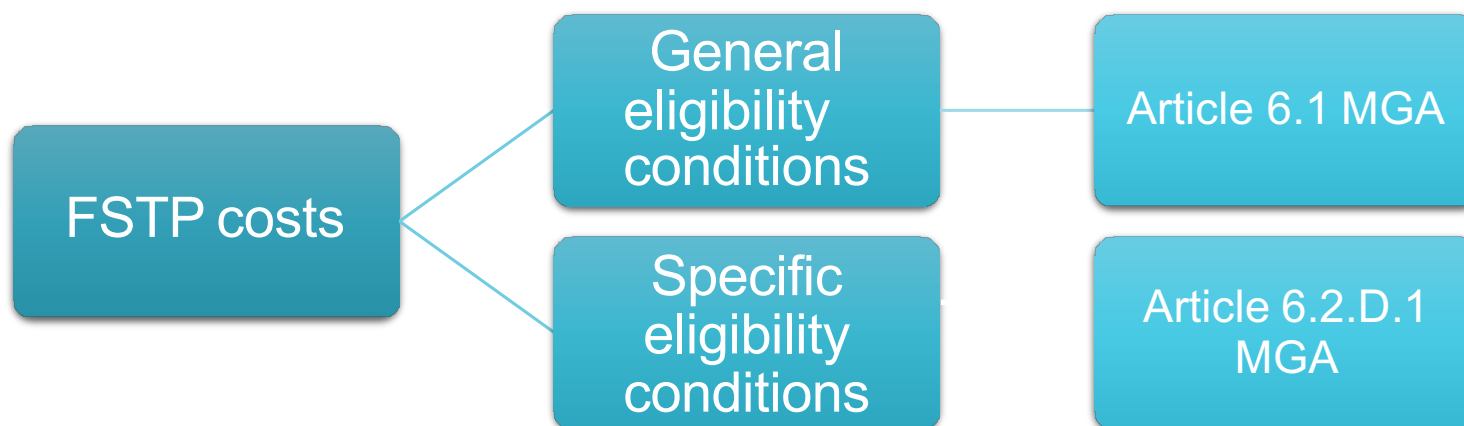 FSTP costs
General
eligibility
conditions
Article 6.1 MGA
Specific
eligibility
conditions
Article 6.2.D.1
MGA